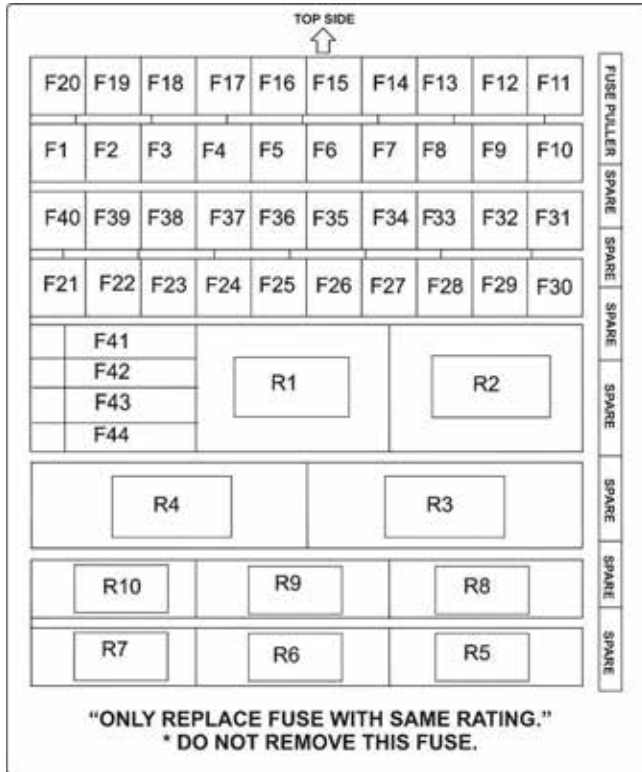 TOP SIDE
F20 F19 F18 F17 F16 F15 F14 F13 F12 F11
F1 F2 F3 F4 F5 F6 F7 F8 F9 F10
F40 F39 F38 F37 F36 F35 F34 F33 F32 F31
F21 F22 F23 F24 F25 F26 F27 F28 F29 F30
F41
F42
F43
F44
R1 R2
R4 R3
R10 R9 R8
R7 R6 R5
FUSE PULLER
SPARE
SPARE
SPARE
SPARE
SPARE
SPARE
SPARE
“ONLY REPLACE FUSE WITH SAME RATING.”
* DO NOT REMOVE THIS FUSE.